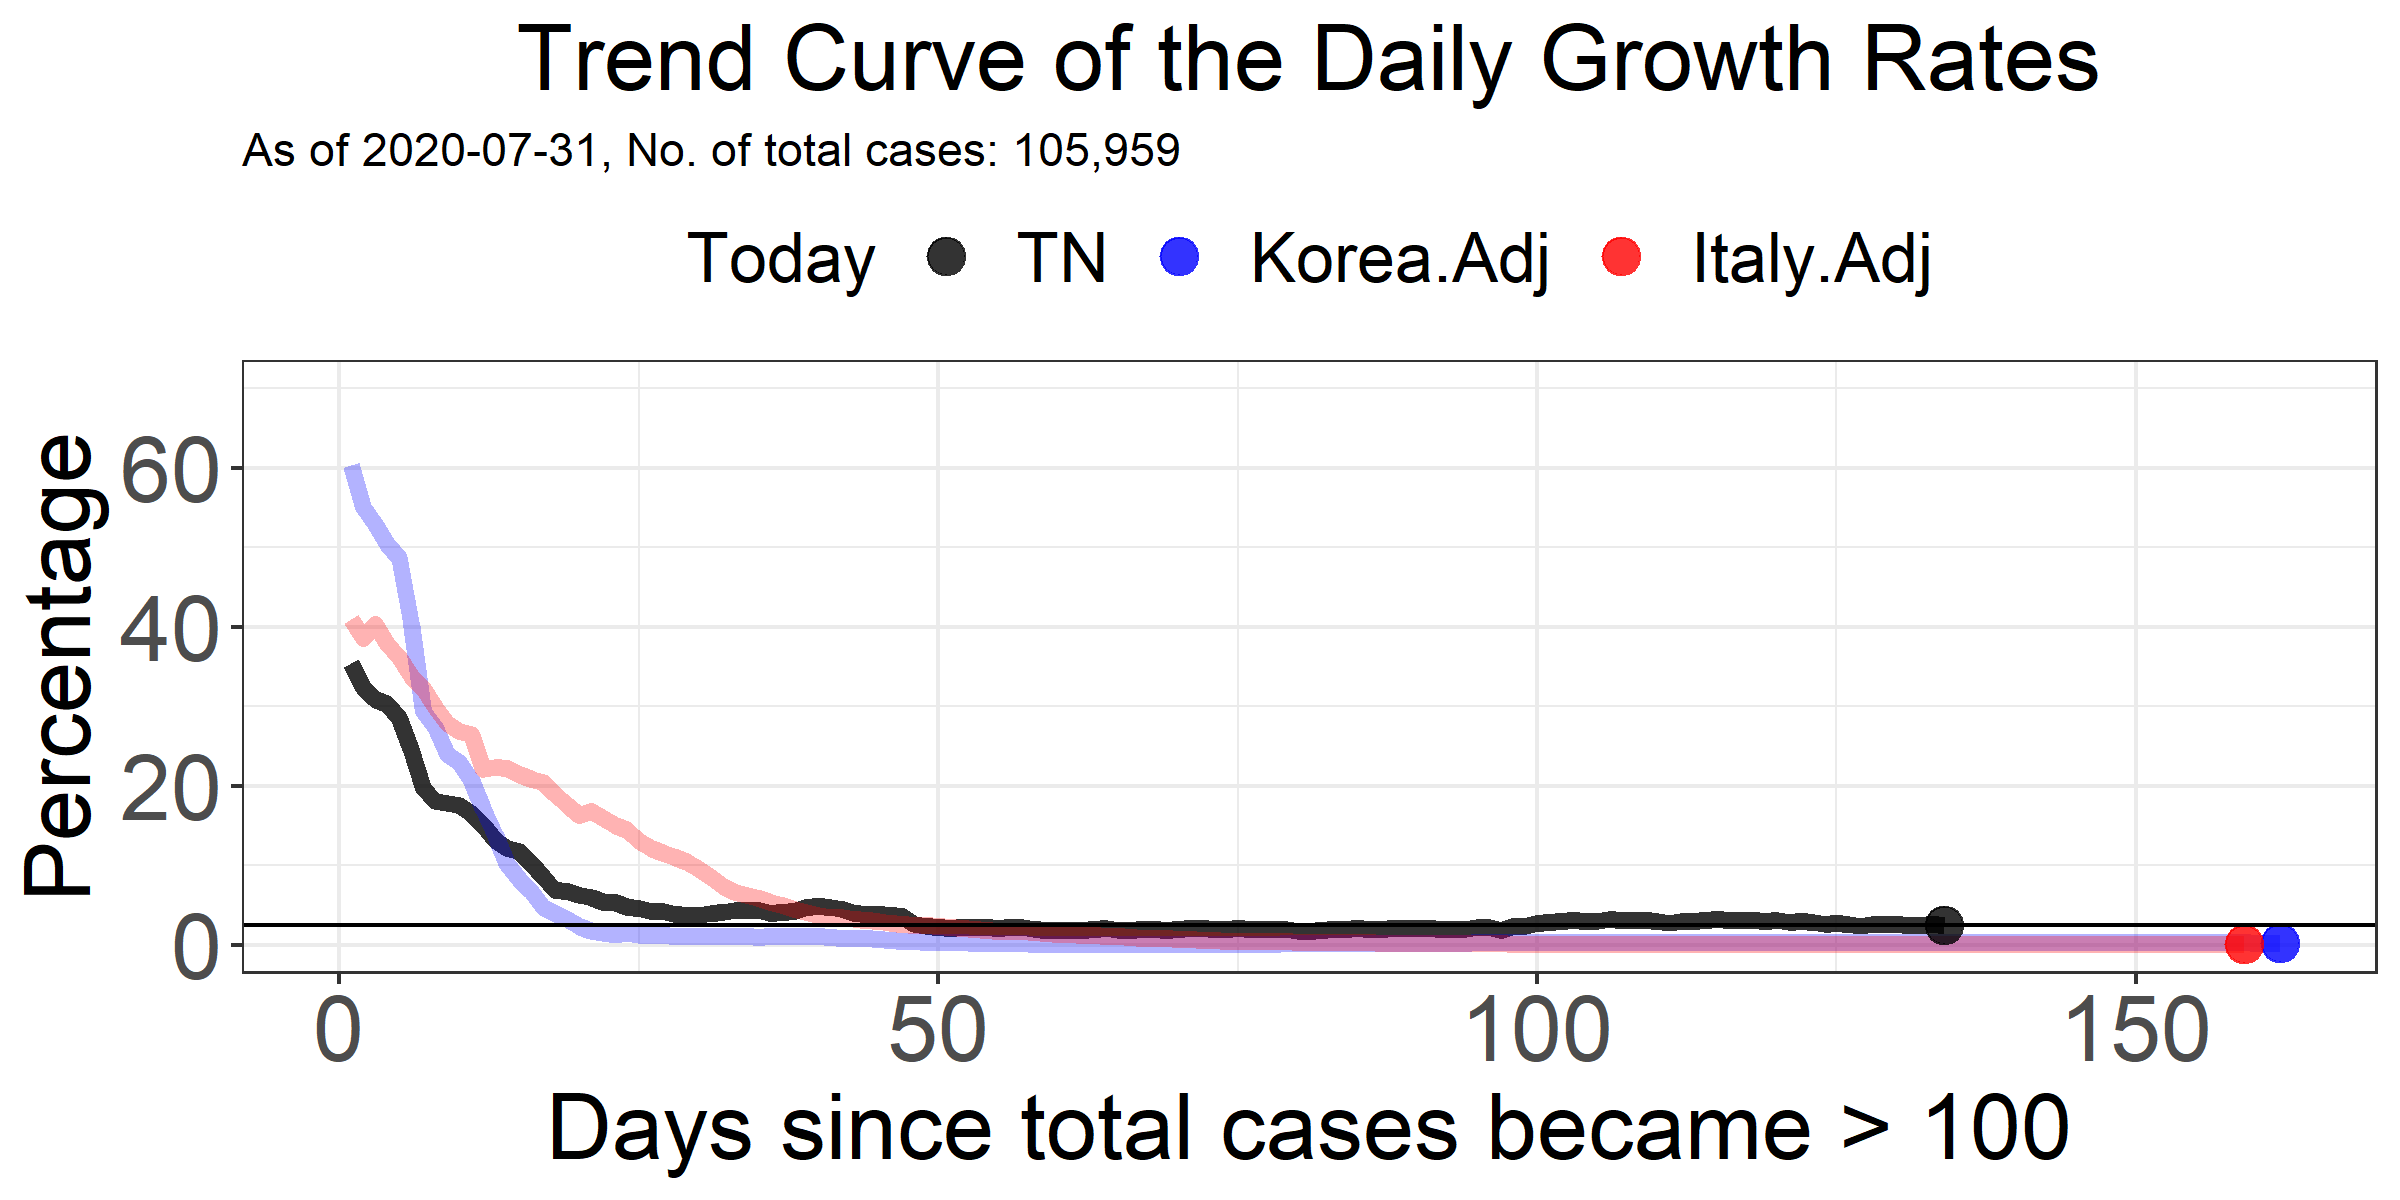 Trend Curve of the Daily Growth Rates
As of 2020-07-31, No. of total cases: 105,959
Today TN Korea.Adj Italy.Adj
Percentage
60
40
20
0
0 50 100 150
Days since total cases became > 100